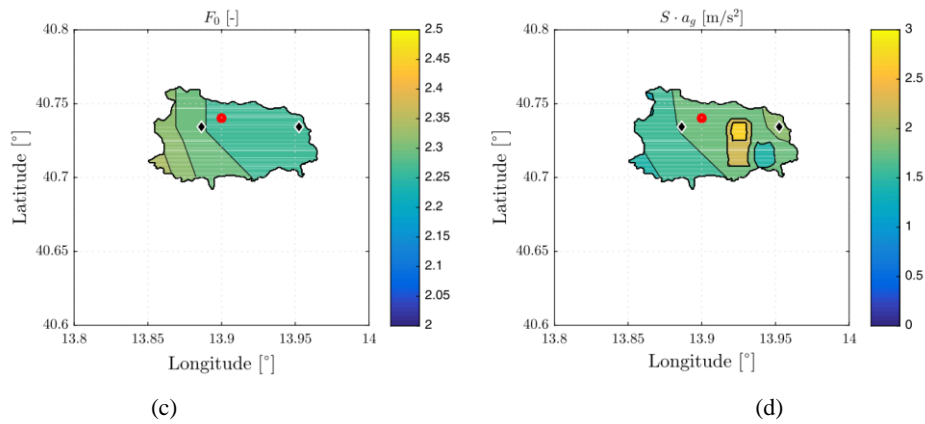 F₀ [-]
40.8
40.75
40.7
40.65
40.6
Latitude [°]
13.8 13.85 13.9 13.95 14
Longitude [°]
2.5
2.45
2.4
2.35
2.3
2.25
2.2
2.15
2.1
2.05
2
(c)
S · a_g [m/s²]
40.8
40.75
40.7
40.65
40.6
Latitude [°]
13.8 13.85 13.9 13.95 14
Longitude [°]
3
2.5
2
1.5
1
0.5
0
(d)